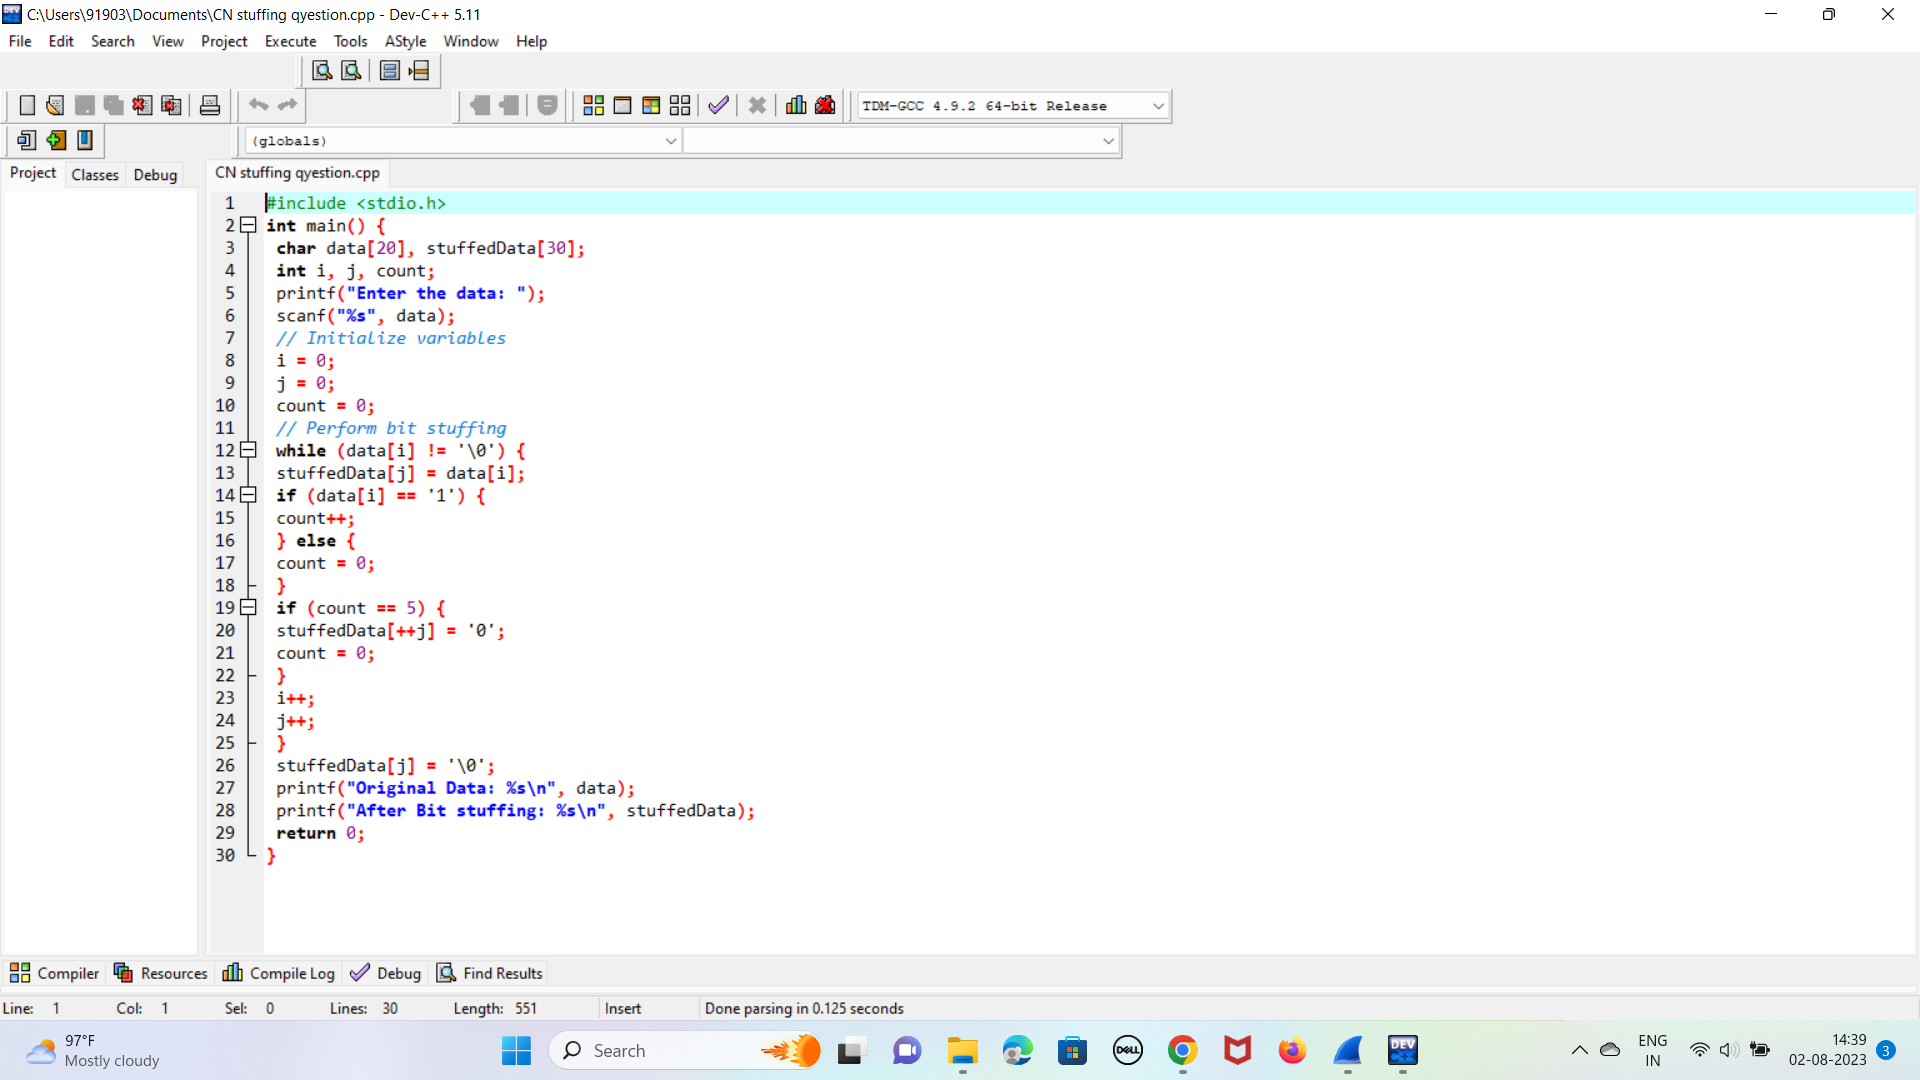 C:\Users\91903\Documents\CN stuffing qyestion.cpp - Dev-C++ 5.11
File Edit Search View Project Execute Tools AStyle Window Help
TDM-GCC 4.9.2 64-bit Release
(globals)
Project Classes Debug
CN stuffing qyestion.cpp
1 #include <stdio.h>
2 int main() {
3 char data[20], stuffedData[30];
4 int i, j, count;
5 printf("Enter the data: ");
6 scanf("%s", data);
7 // Initialize variables
8 i = 0;
9 j = 0;
10 count = 0;
11 // Perform bit stuffing
12 while (data[i] != '\0') {
13 stuffedData[j] = data[i];
14 if (data[i] == '1') {
15 count++;
16 } else {
17 count = 0;
18 }
19 if (count == 5) {
20 stuffedData[++j] = '0';
21 count = 0;
22 }
23 i++;
24 j++;
25 }
26 stuffedData[j] = '\0';
27 printf("Original Data: %s\n", data);
28 printf("After Bit stuffing: %s\n", stuffedData);
29 return 0;
30 }
Compiler Resources Compile Log Debug Find Results
Line: 1 Col: 1 Sel: 0 Lines: 30 Length: 551 Insert Done parsing in 0.125 seconds
97°F
Mostly cloudy
Search
DELL
DEV
C++
ENG
IN
14:39
02-08-2023
3